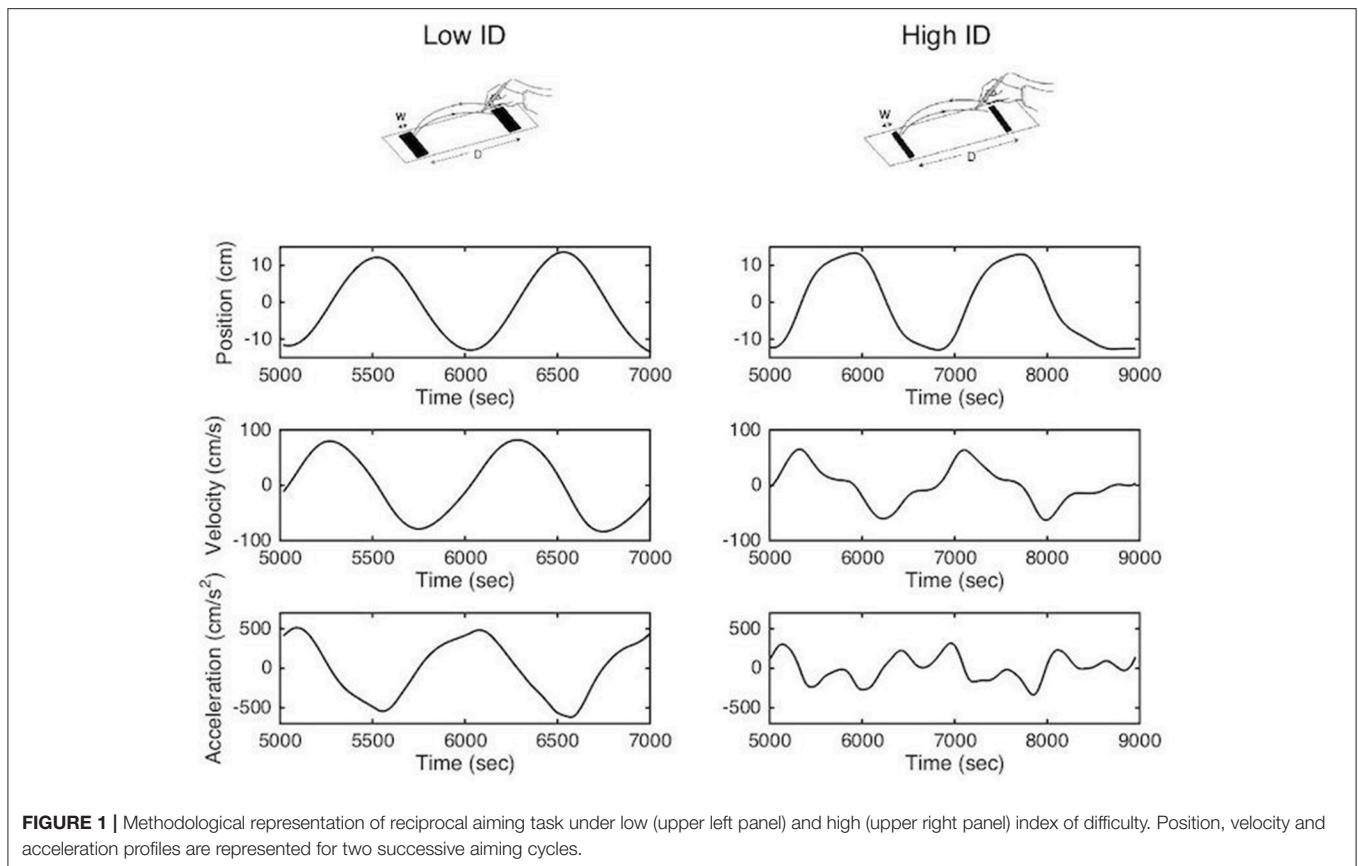 Low ID
High ID
W
D
W
D
Position (cm)
10
0
-10
5000 5500 6000 6500 7000
Time (sec)
10
0
-10
5000 6000 7000 8000 9000
Time (sec)
Velocity (cm/s)
100
0
-100
5000 5500 6000 6500 7000
Time (sec)
100
0
-100
5000 6000 7000 8000 9000
Time (sec)
Acceleration (cm/s²)
500
0
-500
5000 5500 6000 6500 7000
Time (sec)
500
0
-500
5000 6000 7000 8000 9000
Time (sec)
FIGURE 1 | Methodological representation of reciprocal aiming task under low (upper left panel) and high (upper right panel) index of difficulty. Position, velocity and
acceleration profiles are represented for two successive aiming cycles.